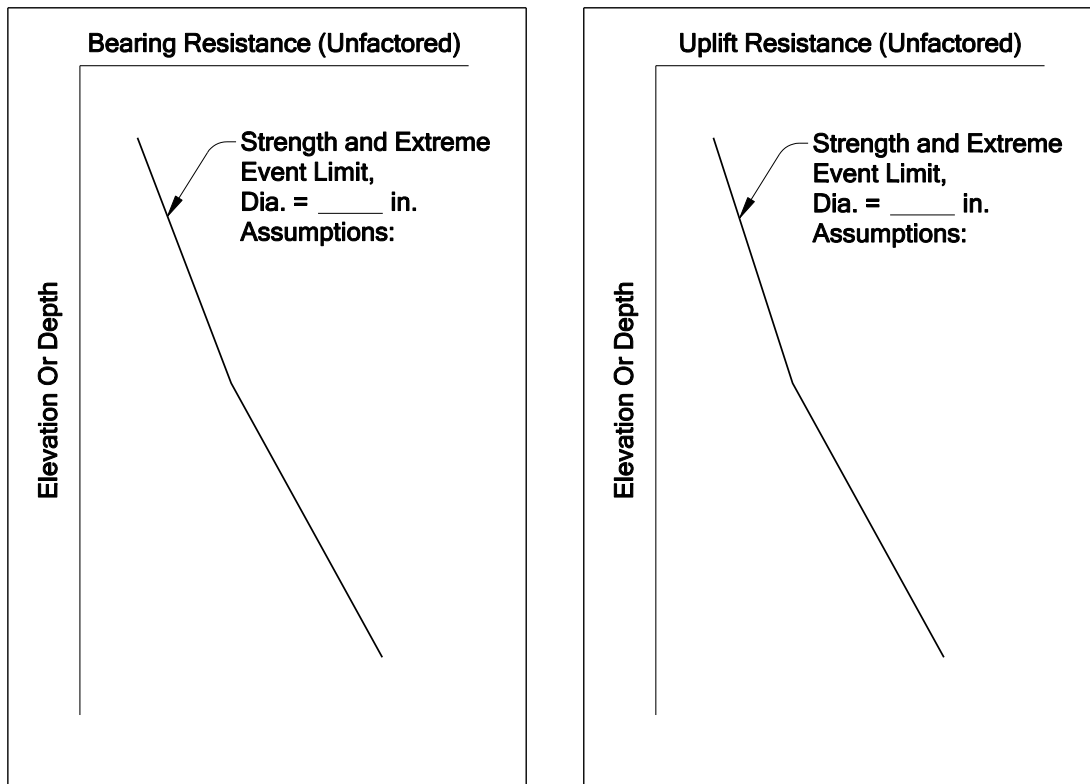 Bearing Resistance (Unfactored)
Strength and Extreme
Event Limit,
Dia. = _____ in.
Assumptions:
Elevation Or Depth
Uplift Resistance (Unfactored)
Strength and Extreme
Event Limit,
Dia. = _____ in.
Assumptions:
Elevation Or Depth